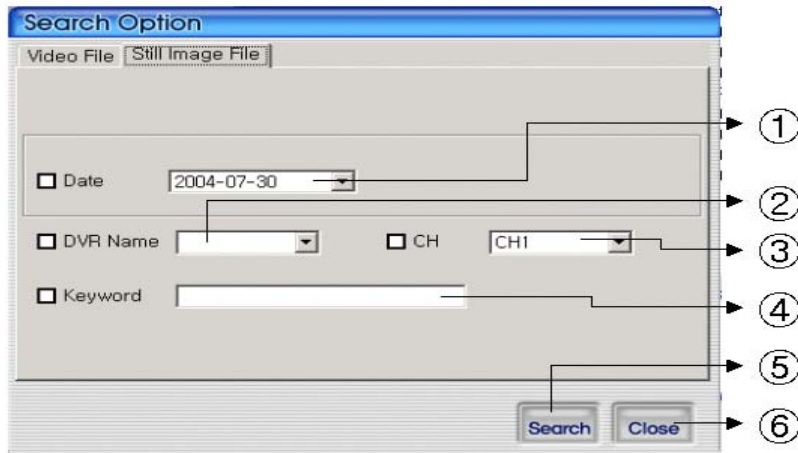 Search Option
Video File Still Image File
①
Date 2004-07-30
②
DVR Name CH CH1
③
Keyword
④
⑤
Search Close
⑥